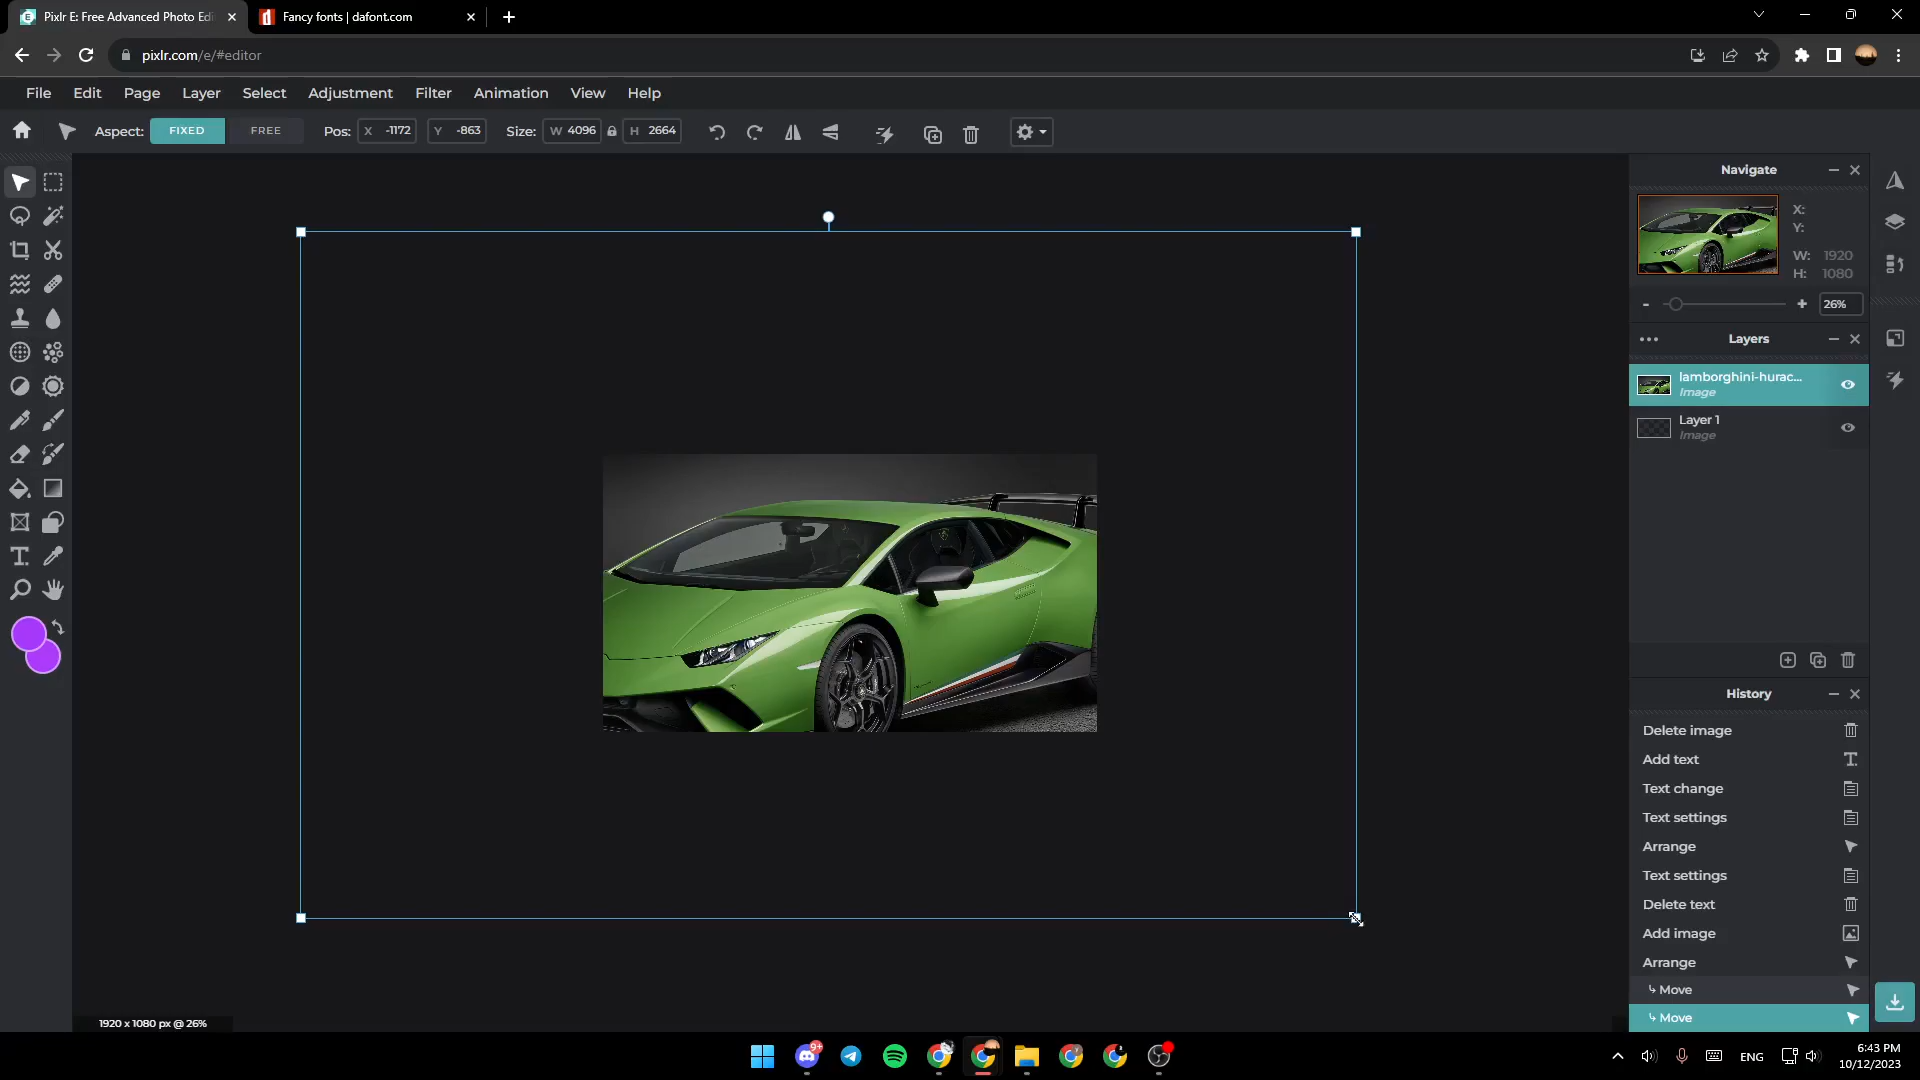 Pixlr E: Free Advanced Photo Edi
Fancy fonts | dafont.com
pixlr.com/e/#editor
File Edit Page Layer Select Adjustment Filter Animation View Help
Aspect: FIXED FREE Pos: X -1172 Y -863 Size: W 4096 H 2664
Navigate
X:
Y:
W: 1920
H: 1080
- + 26%
Layers
lamborghini-hurac...
Image
Layer 1
Image
History
Delete image
Add text
Text change
Text settings
Arrange
Text settings
Delete text
Add image
Arrange
↳ Move
↳ Move
1920 x 1080 px @ 26%
9+
ENG
6:43 PM
10/12/2023